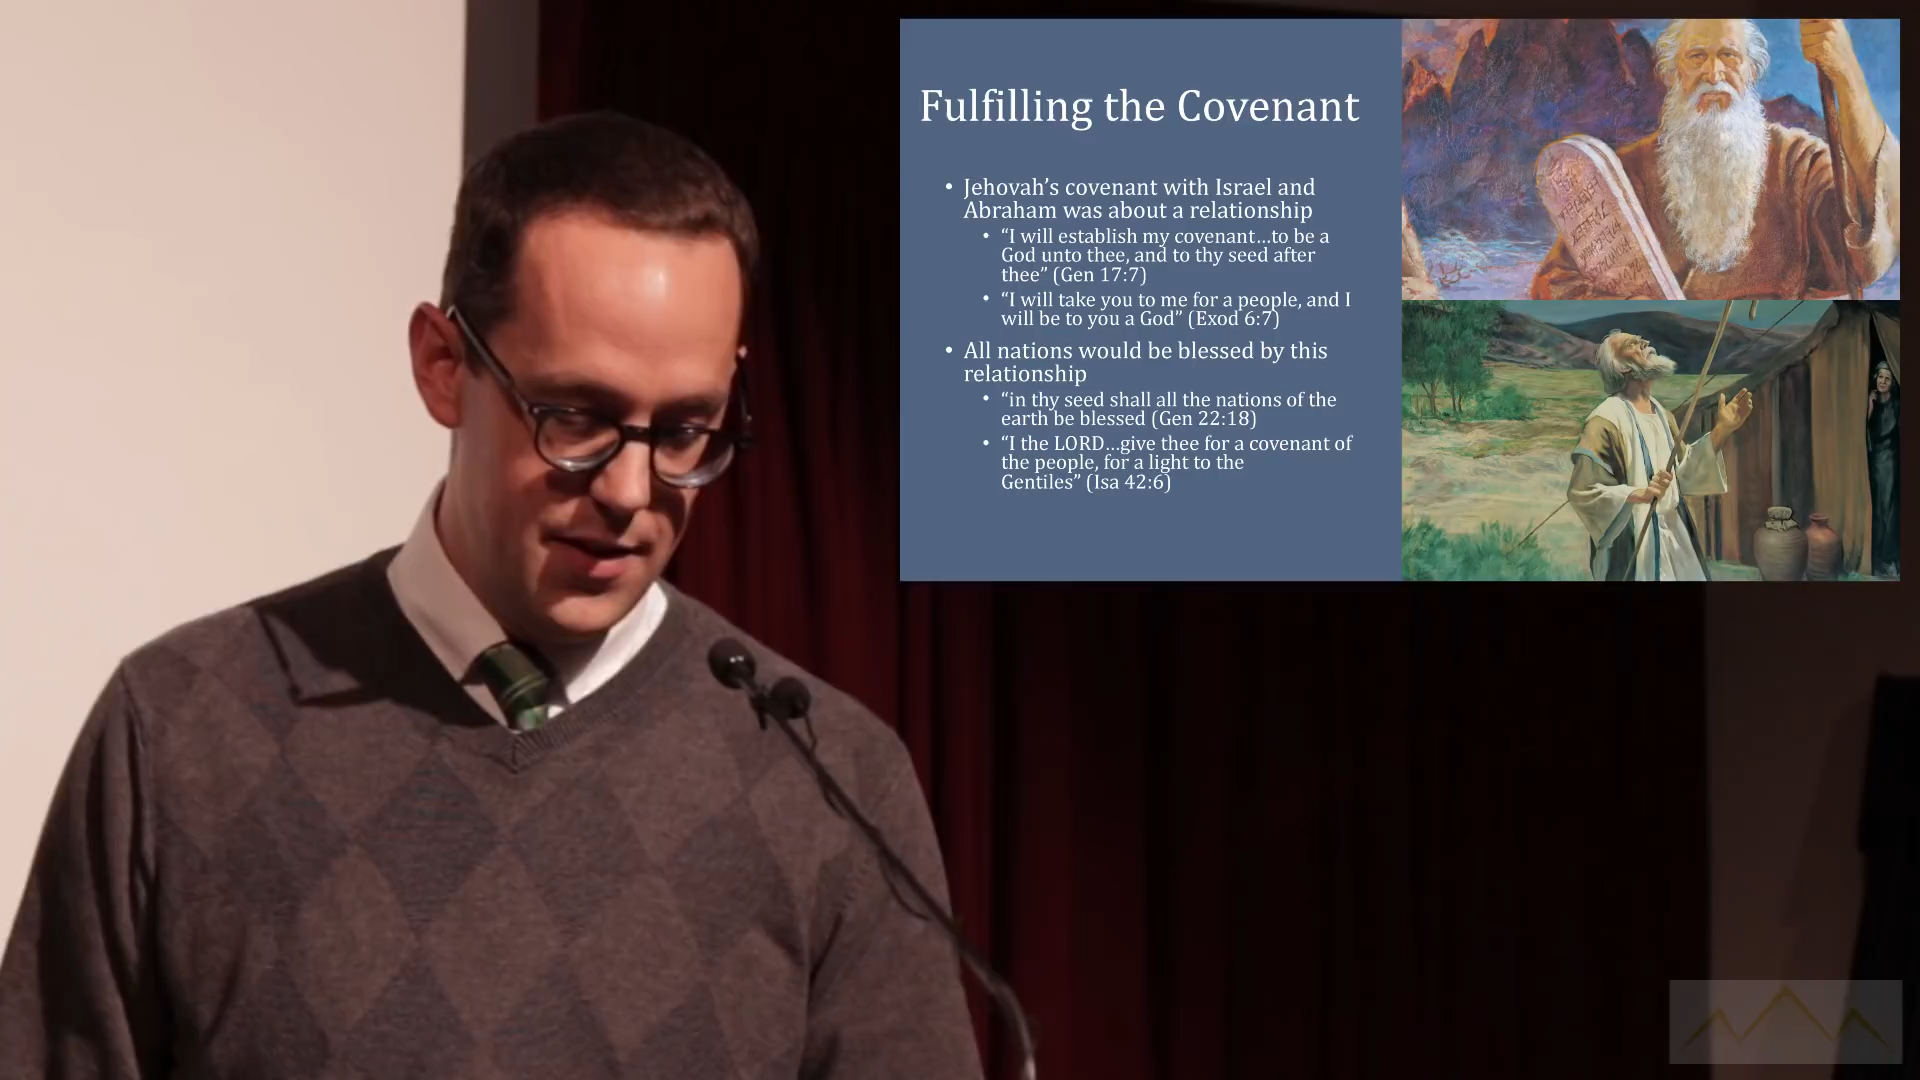 Fulfilling the Covenant
• Jehovah’s covenant with Israel and
Abraham was about a relationship
• “I will establish my covenant…to be a
God unto thee, and to thy seed after
thee” (Gen 17:7)
• “I will take you to me for a people, and I
will be to you a God” (Exod 6:7)
• All nations would be blessed by this
relationship
• “in thy seed shall all the nations of the
earth be blessed (Gen 22:18)
• “I the LORD…give thee for a covenant of
the people, for a light to the
Gentiles” (Isa 42:6)